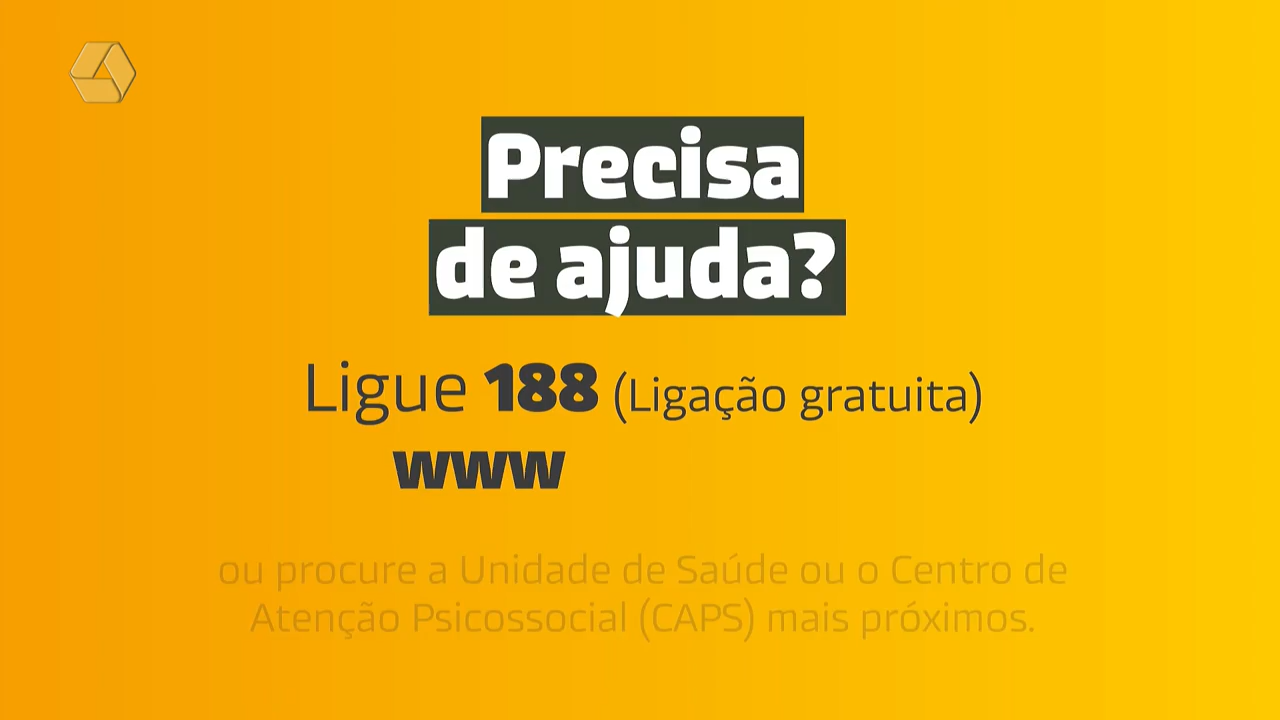 Precisa
de ajuda?
Ligue 188 (Ligação gratuita)
www
ou procure a Unidade de Saúde ou o Centro de
Atenção Psicossocial (CAPS) mais próximos.